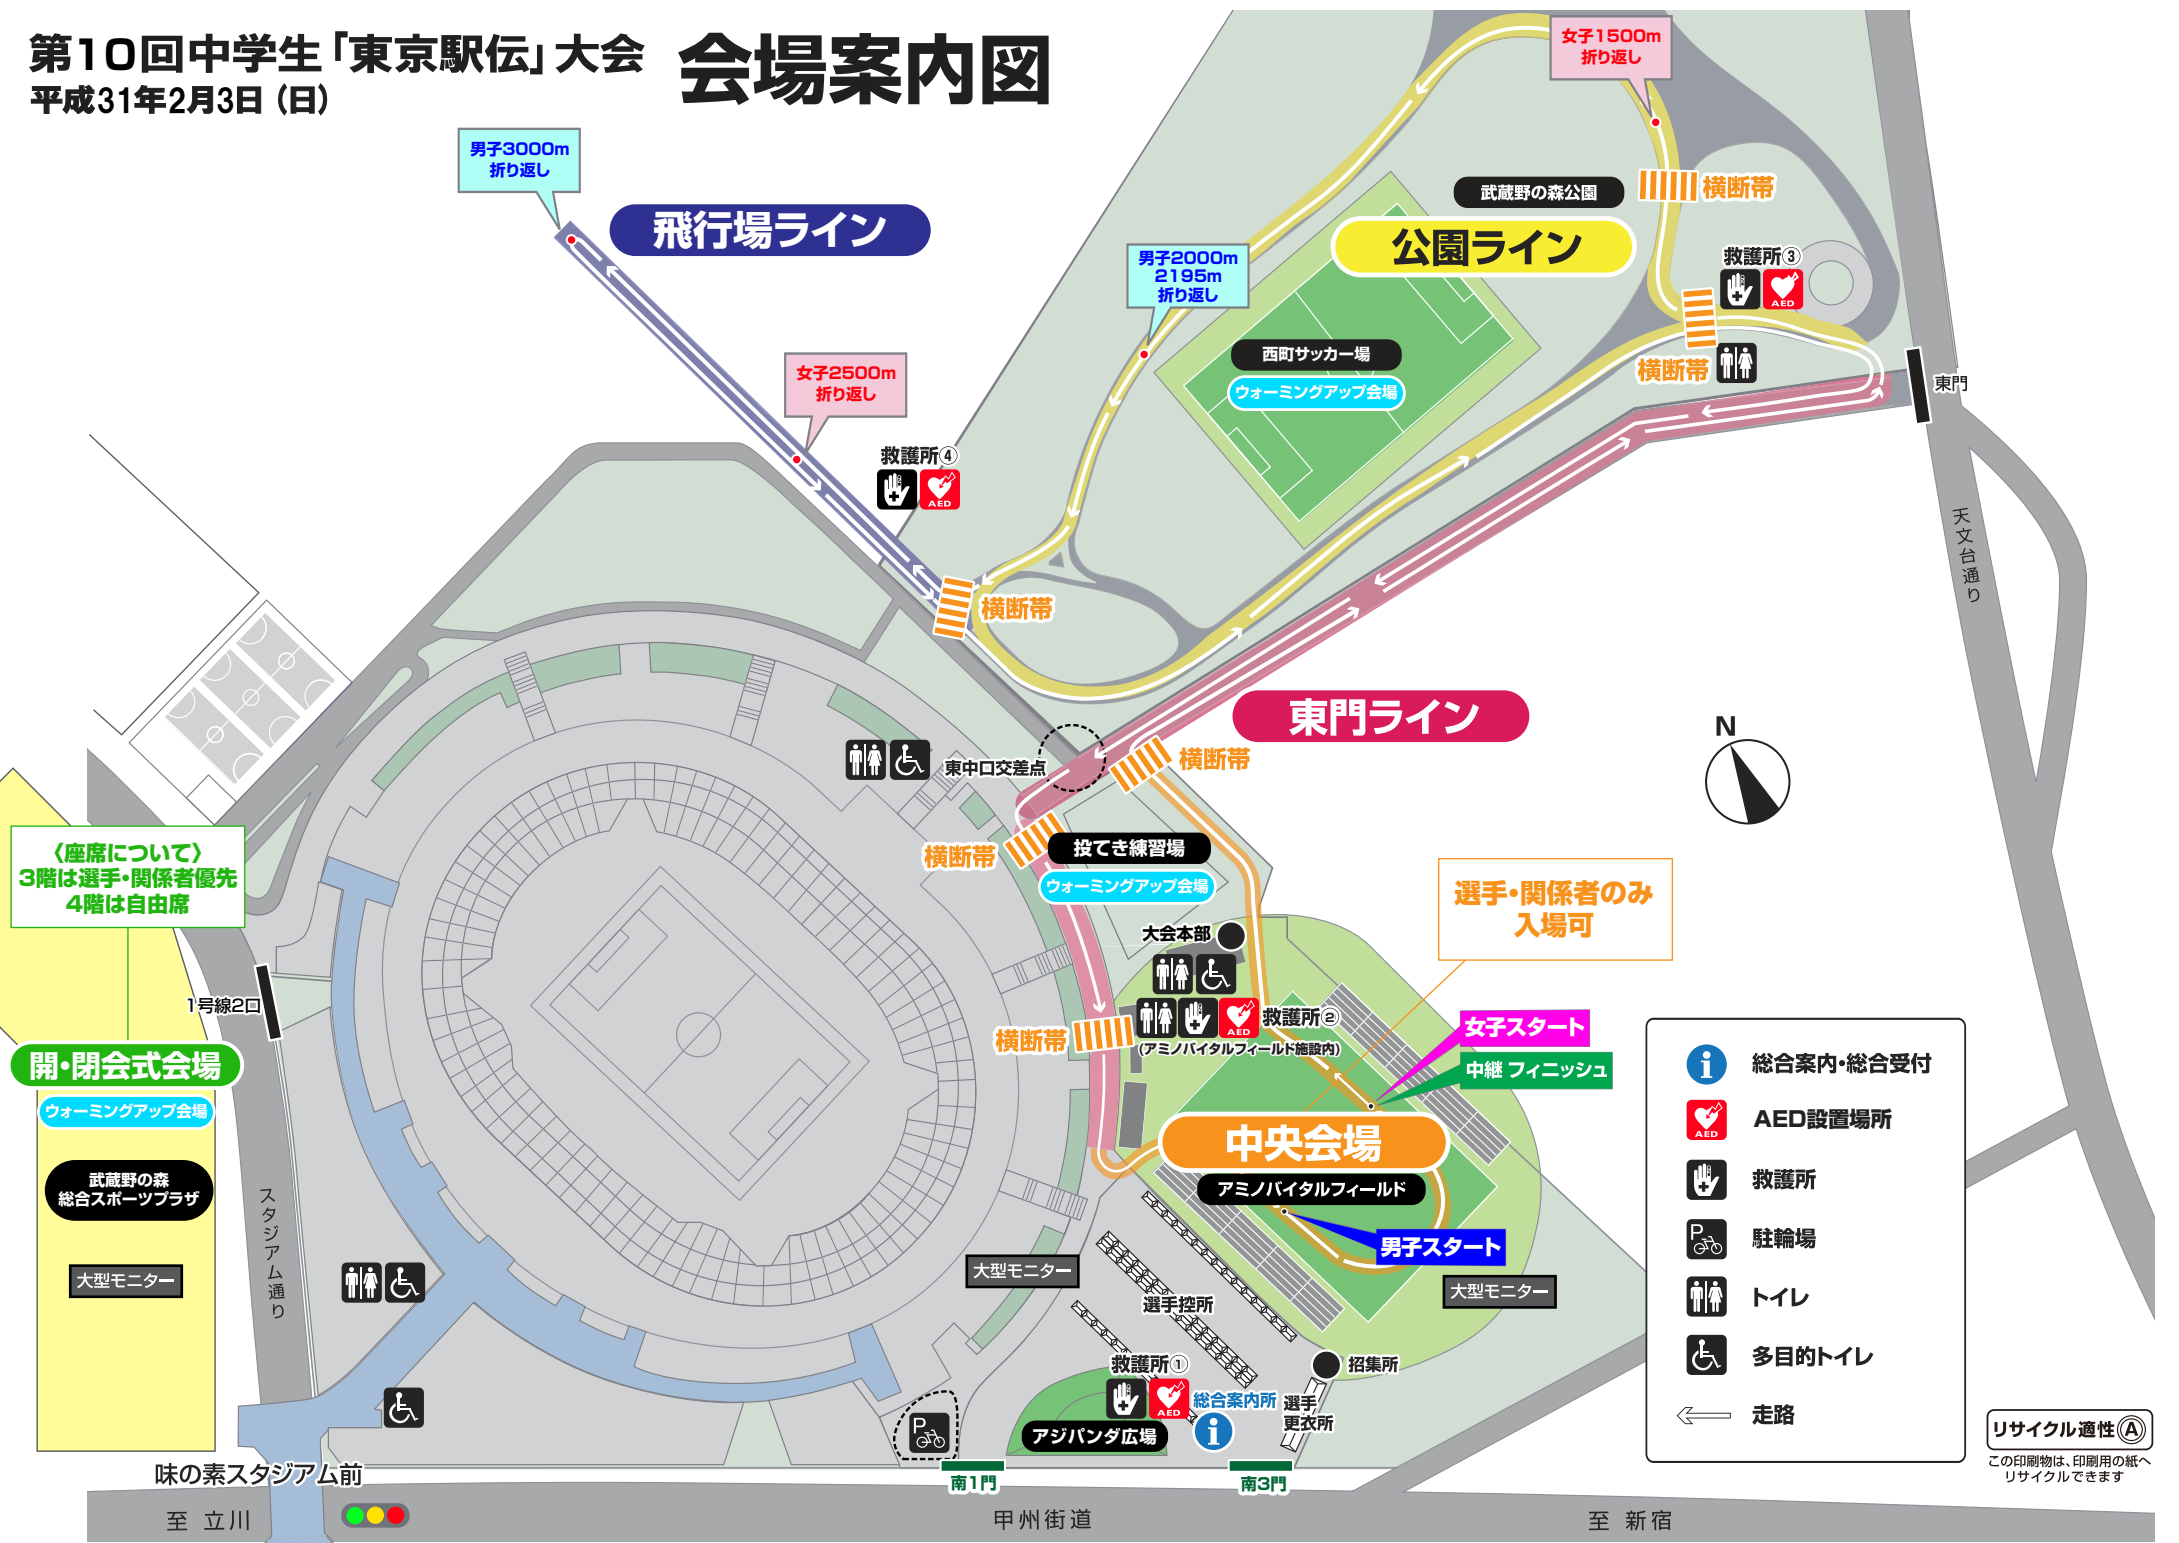 第10回中学生「東京駅伝」大会 会場案内図
平成31年2月3日（日）
女子1500m
折り返し
男子3000m
折り返し
飛行場ライン
武蔵野の森公園
横断帯
公園ライン
男子2000m
2195m
折り返し
救護所③
AED
西町サッカー場
ウォーミングアップ会場
横断帯
東門
女子2500m
折り返し
救護所④
AED
天文台通り
横断帯
東門ライン
N
横断帯
東中口交差点
横断帯
投てき練習場
ウォーミングアップ会場
〈座席について〉
3階は選手・関係者優先
4階は自由席
選手・関係者のみ
入場可
大会本部
1号線2口
救護所②
AED
(アミノバイタルフィールド施設内)
横断帯
女子スタート
中継 フィニッシュ
開・閉会式会場
ウォーミングアップ会場
中央会場
アミノバイタルフィールド
武蔵野の森
総合スポーツプラザ
スタジアム通り
男子スタート
大型モニター
大型モニター
大型モニター
選手控所
救護所①
AED
招集所
総合案内所
i
選手
更衣所
P
アジパンダ広場
味の素スタジアム前
南1門
南3門
至 立川
甲州街道
至 新宿
i
総合案内・総合受付
AED
AED設置場所
救護所
P
駐輪場
トイレ
多目的トイレ
走路
リサイクル適性Ⓐ
この印刷物は、印刷用の紙へ
リサイクルできます